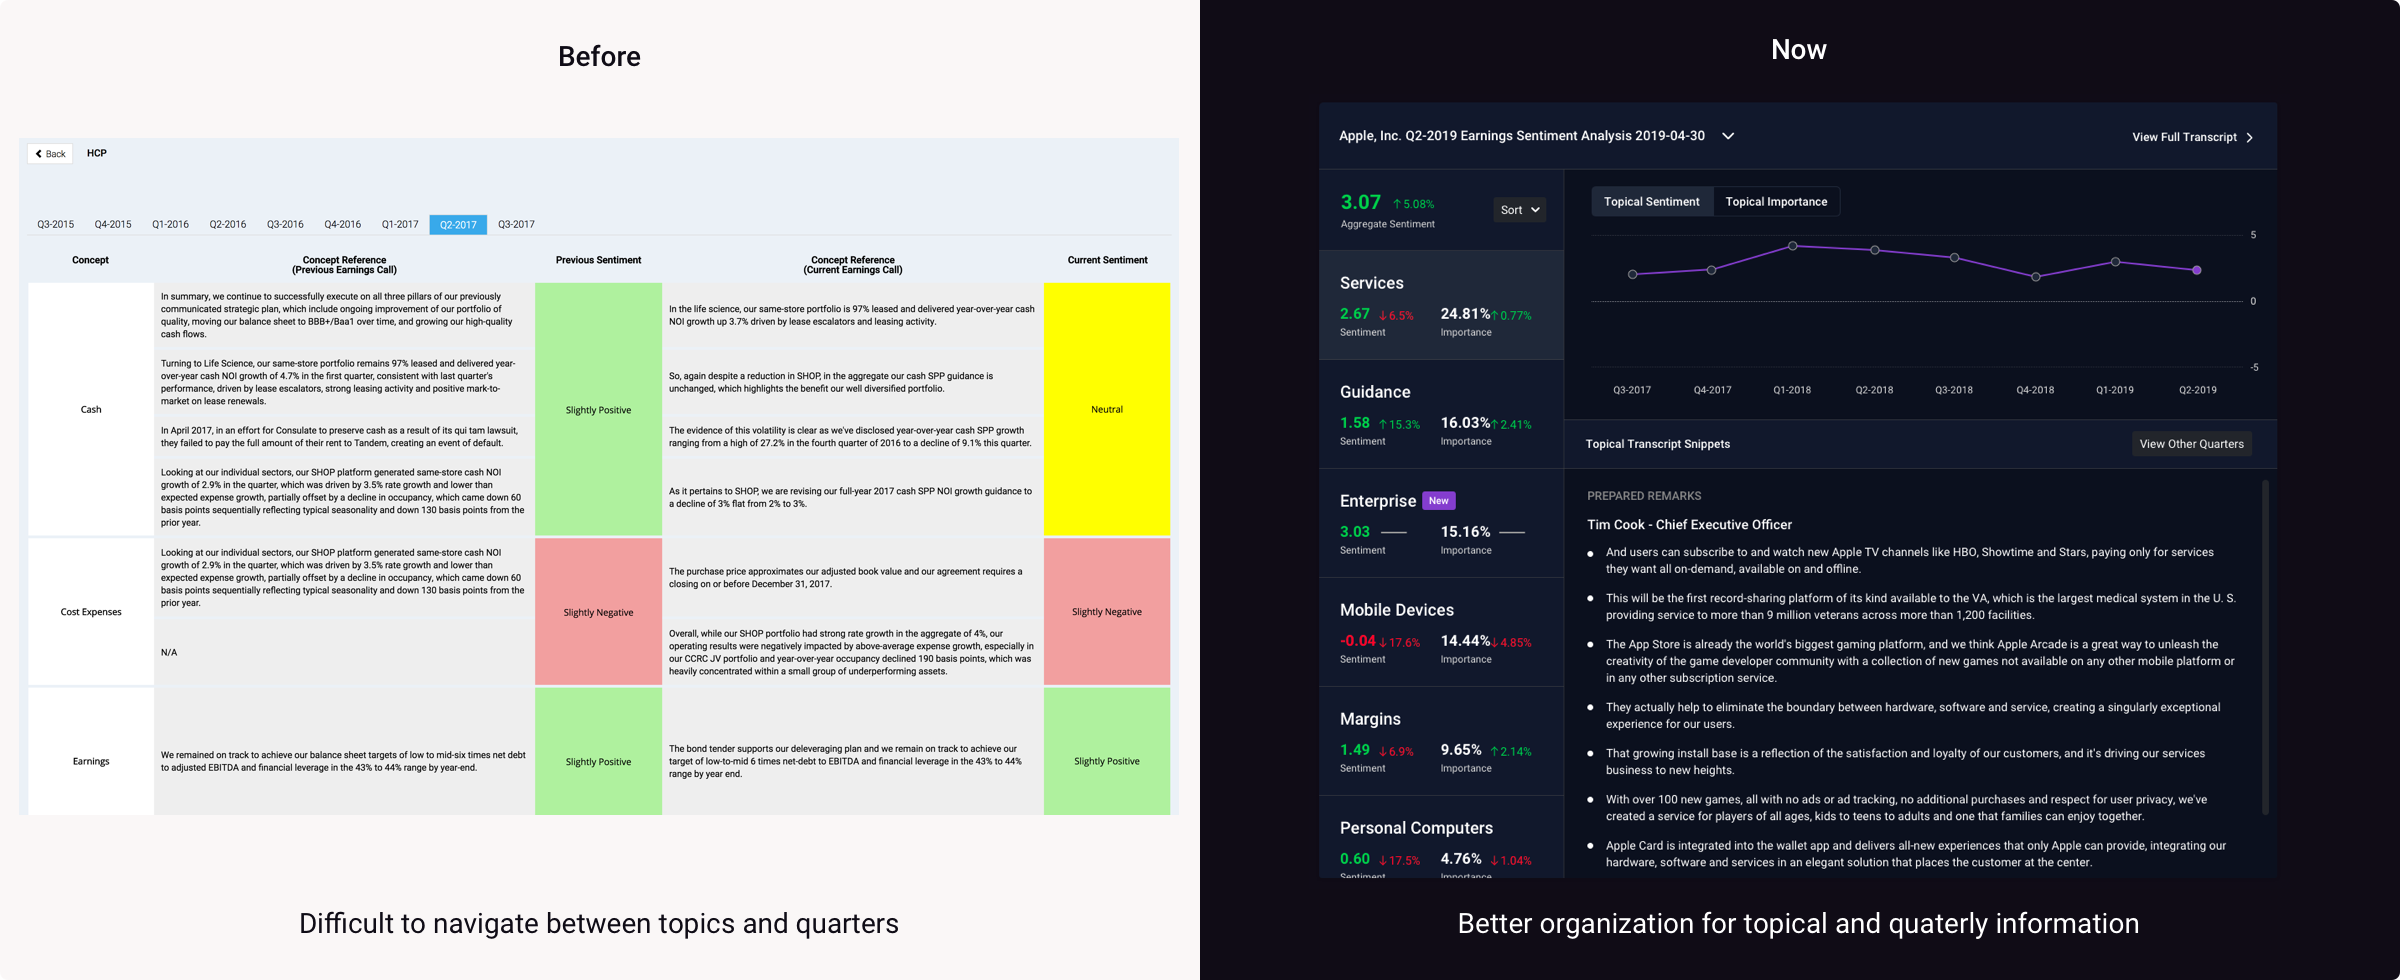 Before
Back
HCP
Q3-2015 Q4-2015 Q1-2016 Q2-2016 Q3-2016 Q4-2016 Q1-2017 Q2-2017 Q3-2017
Concept
Concept Reference
(Previous Earnings Call)
Previous Sentiment
Concept Reference
(Current Earnings Call)
Current Sentiment
Cash
In summary, we continue to successfully execute on all three pillars of our previously
communicated strategic plan, which include ongoing improvement of our portfolio of
quality, moving our balance sheet to BBB+/Baa1 over time, and growing our high-quality
cash flows.
Turning to Life Science, our same-store portfolio remains 97% leased and delivered year-
over-year cash NOI growth of 4.7% in the first quarter, consistent with last quarter's
performance, driven by lease escalators, strong leasing activity and positive mark-to-
market on lease renewals.
In April 2017, in an effort for Consulate to preserve cash as a result of its qui tam lawsuit,
they failed to pay the full amount of their rent to Tandem, creating an event of default.
Looking at our individual sectors, our SHOP platform generated same-store cash NOI
growth of 2.9% in the quarter, which was driven by 3.5% rate growth and lower than
expected expense growth, partially offset by a decline in occupancy, which came down 60
basis points sequentially reflecting typical seasonality and down 130 basis points from the
prior year.
Slightly Positive
In the life science, our same-store portfolio is 97% leased and delivered year-over-year cash
NOI growth up 3.7% driven by lease escalators and leasing activity.
So, again despite a reduction in SHOP, in the aggregate our cash SPP guidance is
unchanged, which highlights the benefit our well diversified portfolio.
The evidence of this volatility is clear as we've disclosed year-over-year cash SPP growth
ranging from a high of 27.2% in the fourth quarter of 2016 to a decline of 9.1% this quarter.
As it pertains to SHOP, we are revising our full-year 2017 cash SPP NOI growth guidance to
a decline of 3% flat from 2% to 3%.
Neutral
Cost Expenses
Looking at our individual sectors, our SHOP platform generated same-store cash NOI
growth of 2.9% in the quarter, which was driven by 3.5% rate growth and lower than
expected expense growth, partially offset by a decline in occupancy, which came down 60
basis points sequentially reflecting typical seasonality and down 130 basis points from the
prior year.
N/A
Slightly Negative
The purchase price approximates our adjusted book value and our agreement requires a
closing on or before December 31, 2017.
Overall, while our SHOP portfolio had strong rate growth in the aggregate of 4%, our
operating results were negatively impacted by above-average expense growth, especially in
our CCRC JV portfolio and year-over-year occupancy declined 190 basis points, which was
heavily concentrated within a small group of underperforming assets.
Slightly Negative
Earnings
We remained on track to achieve our balance sheet targets of low to mid-six times net debt
to adjusted EBITDA and financial leverage in the 43% to 44% range by year-end.
Slightly Positive
The bond tender supports our deleveraging plan and we remain on track to achieve our
target of low-to-mid 6 times net-debt to EBITDA and financial leverage in the 43% to 44%
range by year end.
Slightly Positive
Difficult to navigate between topics and quarters
Now
Apple, Inc. Q2-2019 Earnings Sentiment Analysis 2019-04-30
View Full Transcript
3.07 ↑5.08%
Aggregate Sentiment
Sort
Services
2.67 ↓6.5% 24.81% ↑0.77%
Sentiment Importance
Guidance
1.58 ↑15.3% 16.03% ↑2.41%
Sentiment Importance
Enterprise New
3.03 — 15.16% —
Sentiment Importance
Mobile Devices
-0.04 ↓17.6% 14.44% ↓4.85%
Sentiment Importance
Margins
1.49 ↓6.9% 9.65% ↑2.14%
Sentiment Importance
Personal Computers
0.60 ↓17.5% 4.76% ↓1.04%
Sentiment Importance
Topical Sentiment Topical Importance
5
0
-5
Q3-2017 Q4-2017 Q1-2018 Q2-2018 Q3-2018 Q4-2018 Q1-2019 Q2-2019
Topical Transcript Snippets
View Other Quarters
PREPARED REMARKS
Tim Cook - Chief Executive Officer
And users can subscribe to and watch new Apple TV channels like HBO, Showtime and Stars, paying only for services
they want all on-demand, available on and offline.
This will be the first record-sharing platform of its kind available to the VA, which is the largest medical system in the U. S.
providing service to more than 9 million veterans across more than 1,200 facilities.
The App Store is already the world's biggest gaming platform, and we think Apple Arcade is a great way to unleash the
creativity of the game developer community with a collection of new games not available on any other mobile platform or
in any other subscription service.
They actually help to eliminate the boundary between hardware, software and service, creating a singularly exceptional
experience for our users.
That growing install base is a reflection of the satisfaction and loyalty of our customers, and it's driving our services
business to new heights.
With over 100 new games, all with no ads or ad tracking, no additional purchases and respect for user privacy, we've
created a service for players of all ages, kids to teens to adults and one that families can enjoy together.
Apple Card is integrated into the wallet app and delivers all-new experiences that only Apple can provide, integrating our
hardware, software and services in an elegant solution that places the customer at the center.
Better organization for topical and quaterly information